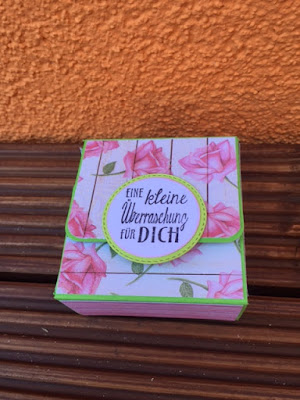 EINE kleine
Überraschung
FÜR DICH